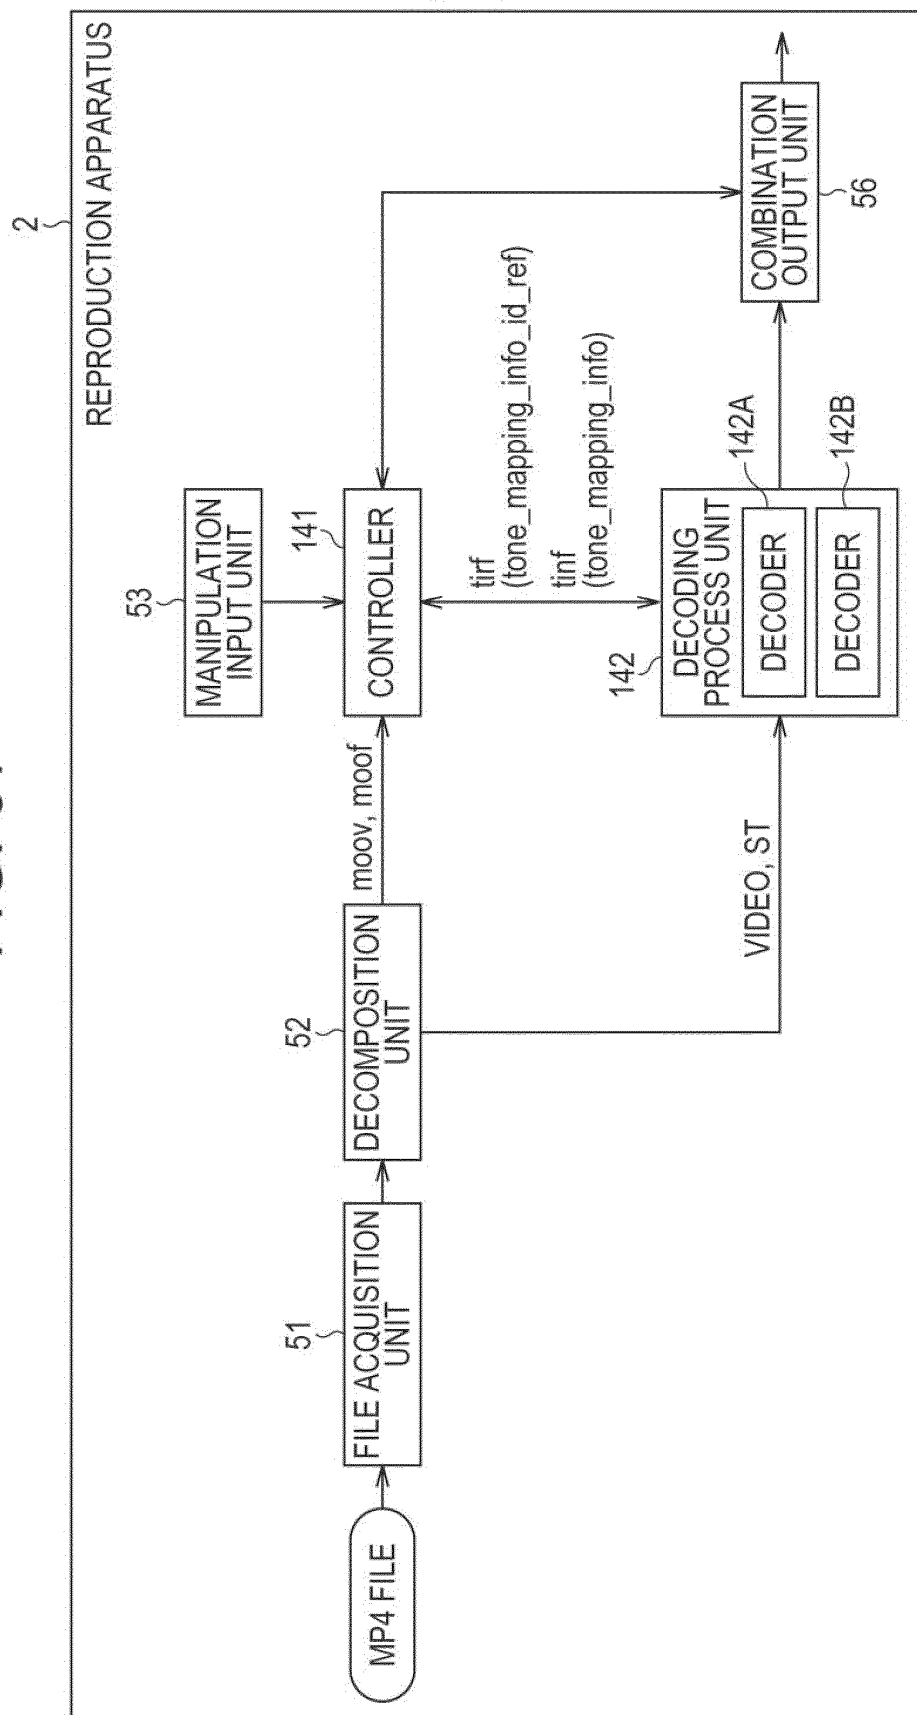 2
REPRODUCTION APPARATUS
53
MANIPULATION
INPUT UNIT
MP4 FILE
51
FILE ACQUISITION
UNIT
52
DECOMPOSITION
UNIT
moov, moof
141
CONTROLLER
tirf
(tone_mapping_info_id_ref)
tinf
(tone_mapping_info)
VIDEO, ST
142
DECODING
PROCESS UNIT
DECODER
142A
DECODER
142B
COMBINATION
OUTPUT UNIT
56